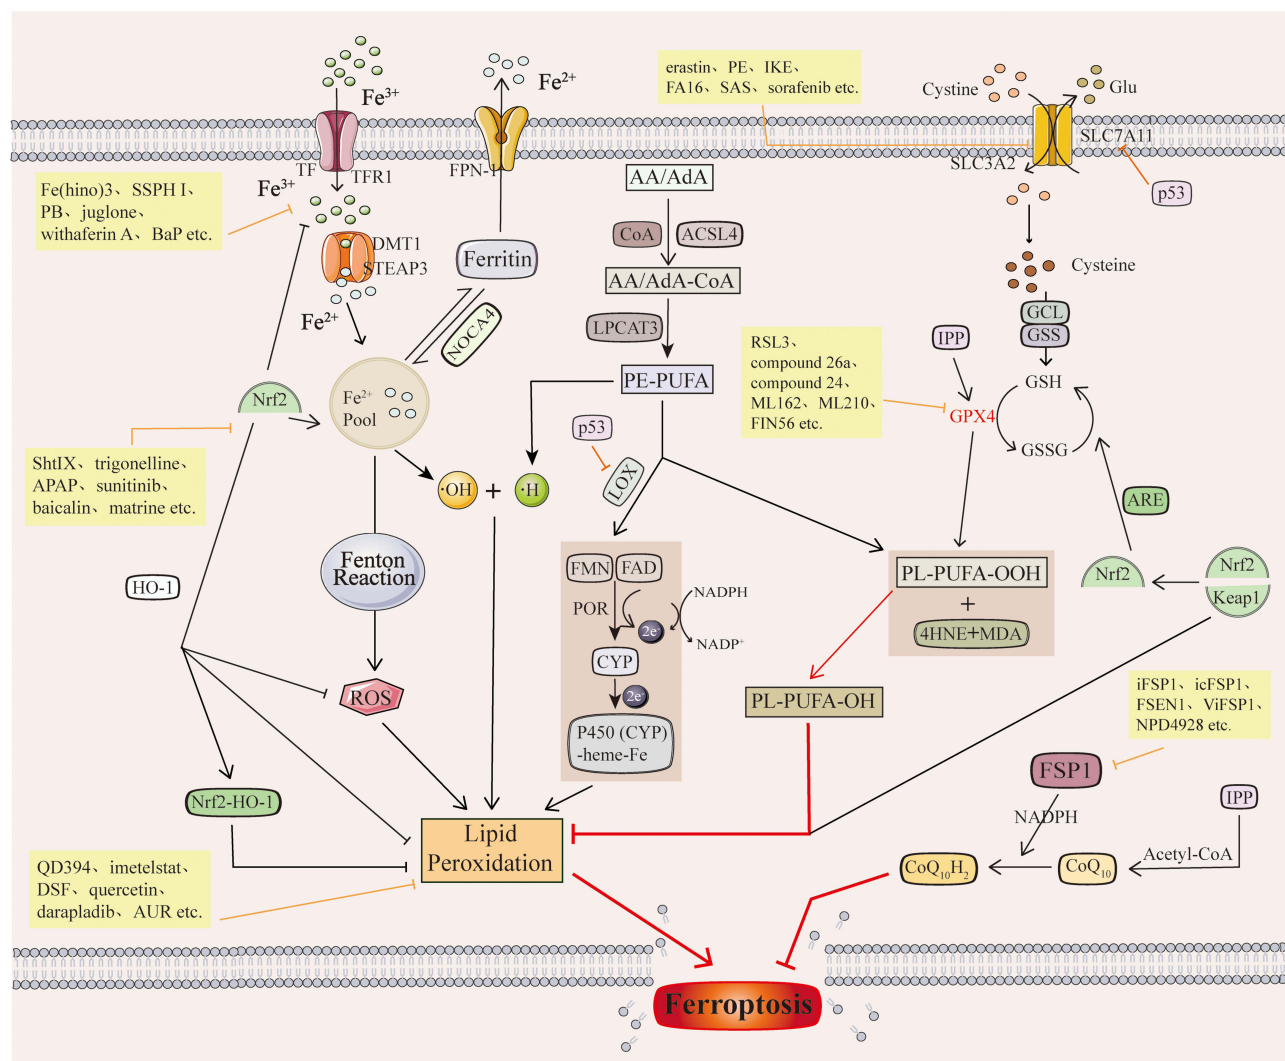 Fe³⁺
Fe²⁺
erastin、PE、IKE、
FA16、SAS、sorafenib etc.
Cystine
Glu
TF
TFR1
FPN-1
SLC7A11
SLC3A2
p53
Fe(hino)3、SSPH I、
PB、juglone、
withaferin A、BaP etc.
Fe³⁺
DMT1
STEAP3
Fe²⁺
Ferritin
NOCA4
AA/AdA
CoA
ACSL4
AA/AdA-CoA
LPCAT3
PE-PUFA
Cysteine
GCL
GSS
IPP
GSH
GPX4
GSSG
RSL3、
compound 26a、
compound 24、
ML162、ML210、
FIN56 etc.
Nrf2
Fe²⁺
Pool
p53
LOX
ShtIX、trigonelline、
APAP、sunitinib、
baicalin、matrine etc.
·OH
+
·H
ARE
Fenton
Reaction
HO-1
FMN
FAD
POR
NADPH
2e⁻
NADP⁺
CYP
2e⁻
P450 (CYP)
-heme-Fe
PL-PUFA-OOH
+
4HNE+MDA
Nrf2
Nrf2
Keap1
ROS
PL-PUFA-OH
iFSP1、icFSP1、
FSEN1、ViFSP1、
NPD4928 etc.
Nrf2-HO-1
FSP1
IPP
NADPH
Lipid
Peroxidation
CoQ₁₀H₂
CoQ₁₀
Acetyl-CoA
QD394、imetelstat、
DSF、quercetin、
darapladib、AUR etc.
Ferroptosis